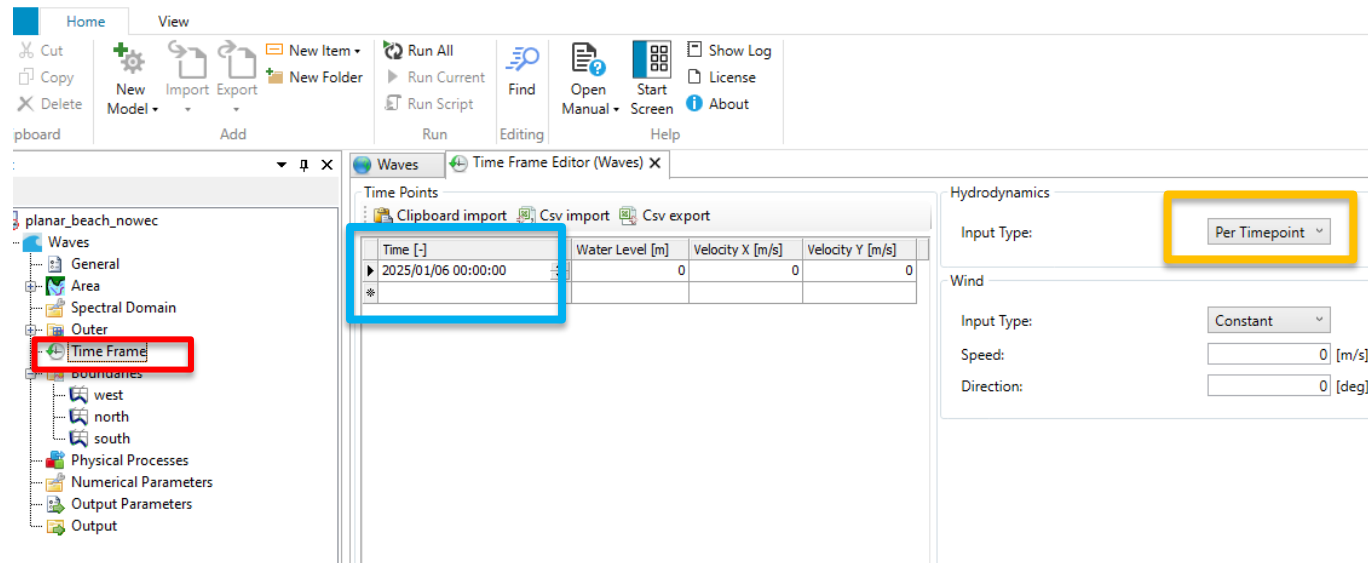 Home View
Cut
Copy
Delete
pboard
New Model
Import
Export
New Item
New Folder
Add
Run All
Run Current
Run Script
Run
Find
Editing
Open Manual
Start Screen
Show Log
License
About
Help
planar_beach_nowec
Waves
General
Area
Spectral Domain
Outer
Time Frame
Boundaries
west
north
south
Physical Processes
Numerical Parameters
Output Parameters
Output
Waves Time Frame Editor (Waves)
Time Points
Clipboard import Csv import Csv export
Time [-] Water Level [m] Velocity X [m/s] Velocity Y [m/s]
2025/01/06 00:00:00 0 0 0
Hydrodynamics
Input Type: Per Timepoint
Wind
Input Type: Constant
Speed: 0 [m/s]
Direction: 0 [deg]